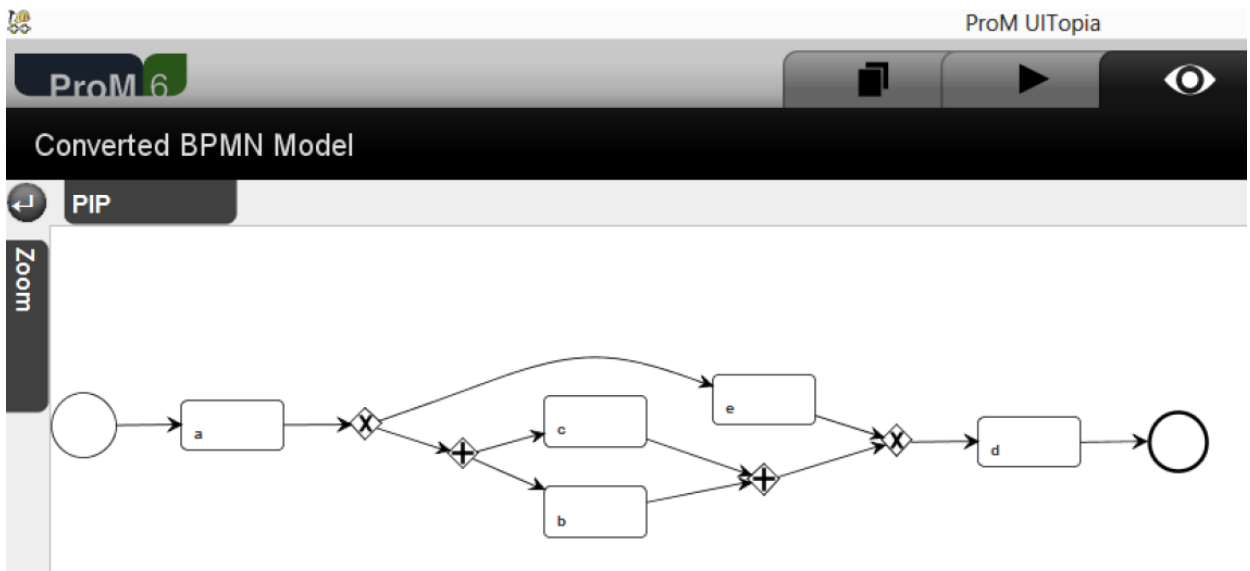 ProM UITopia
ProM 6
Converted BPMN Model
PIP
Zoom
e
c
a
d
b